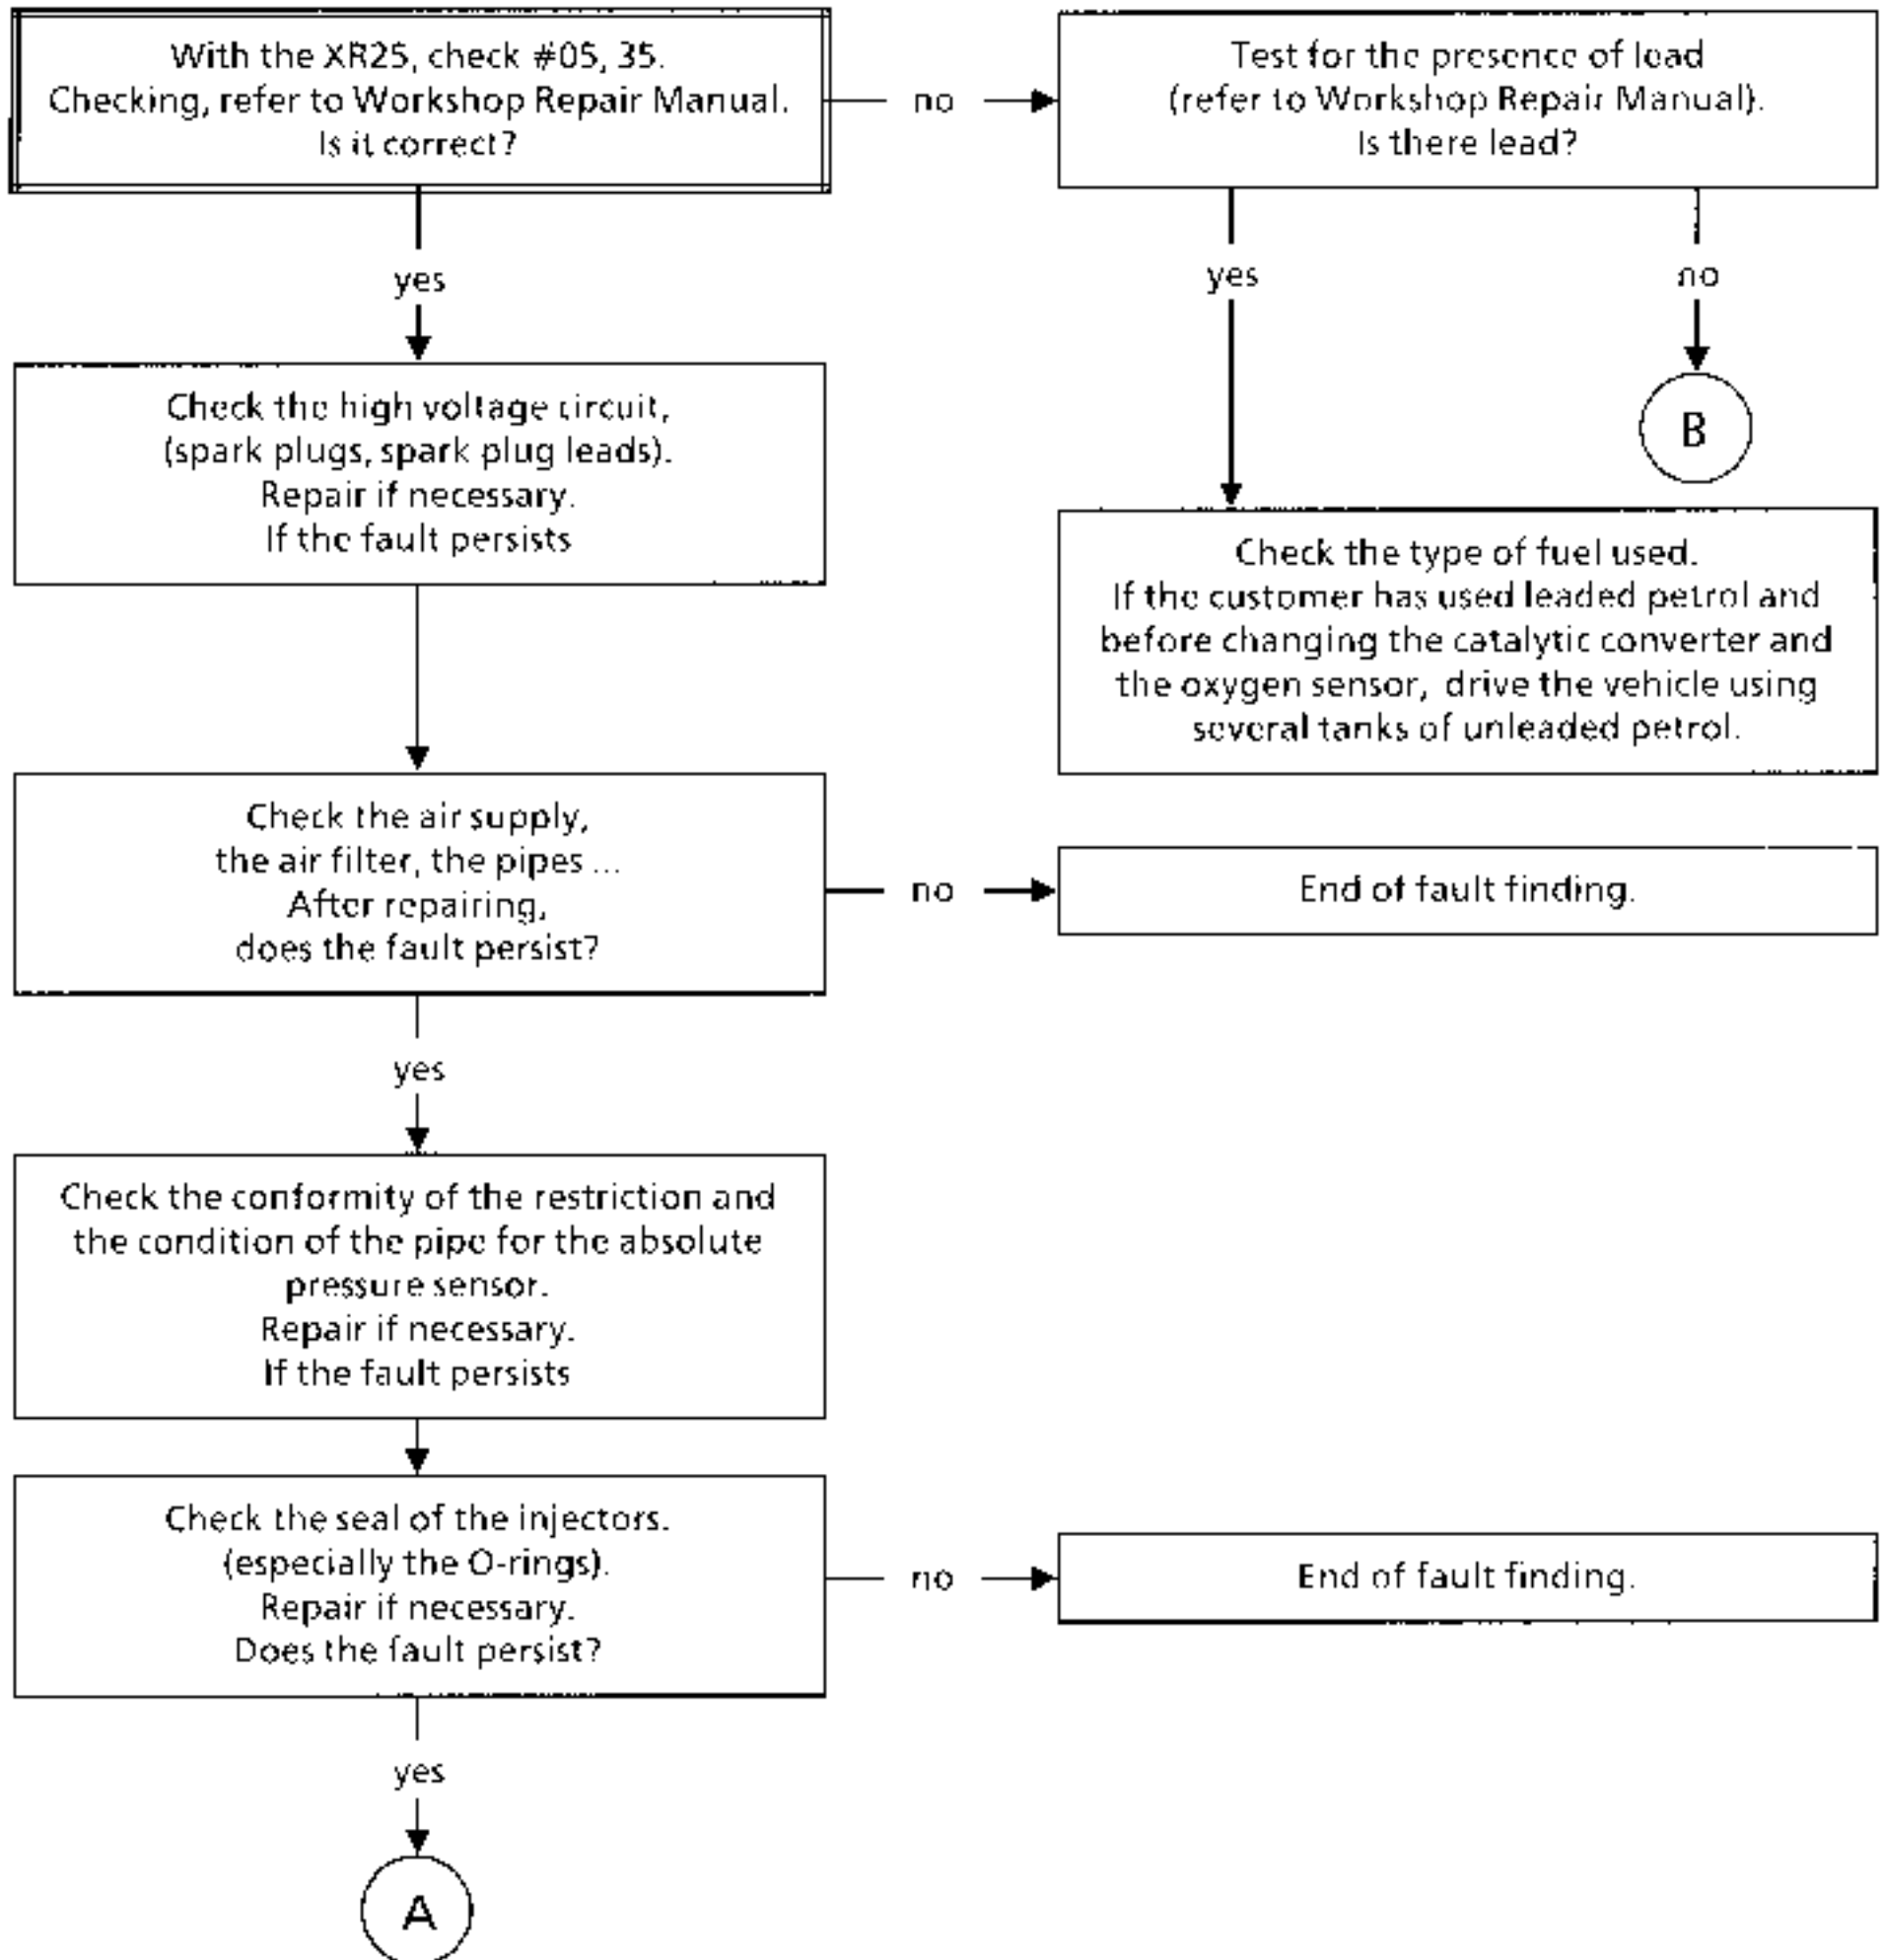 With the XR25, check #05, 35.
Checking, refer to Workshop Repair Manual.
Is it correct?
no
Test for the presence of lead
(refer to Workshop Repair Manual).
Is there lead?
yes
yes
no
Check the high voltage circuit,
(spark plugs, spark plug leads).
Repair if necessary.
If the fault persists
B
Check the type of fuel used.
If the customer has used leaded petrol and
before changing the catalytic converter and
the oxygen sensor, drive the vehicle using
several tanks of unleaded petrol.
Check the air supply,
the air filter, the pipes ...
After repairing,
does the fault persist?
no
End of fault finding.
yes
Check the conformity of the restriction and
the condition of the pipe for the absolute
pressure sensor.
Repair if necessary.
If the fault persists
Check the seal of the injectors.
(especially the O-rings).
Repair if necessary.
Does the fault persist?
no
End of fault finding.
yes
A